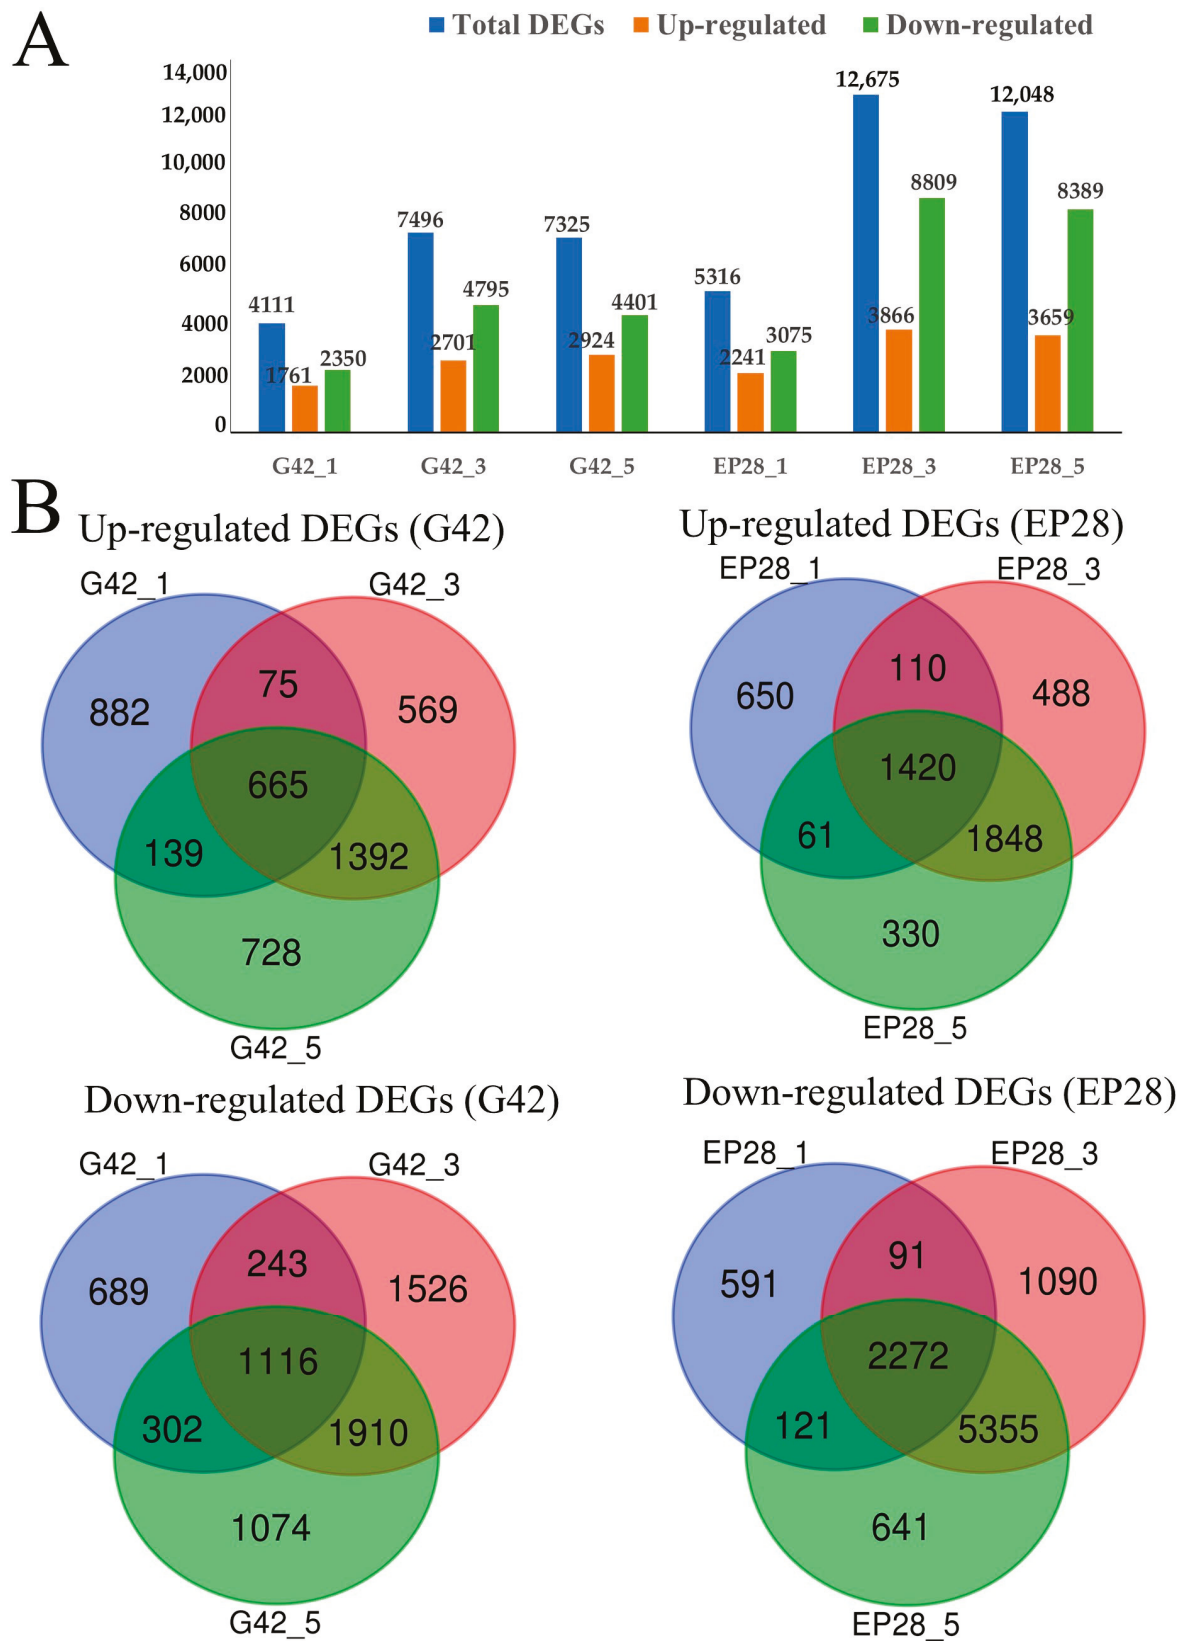 A
Total DEGs Up-regulated Down-regulated
14,000
12,000
10,000
8000
6000
4000
2000
0
4111 1761 2350
7496 2701 4795
7325 2924 4401
5316 2241 3075
12,675 3866 8809
12,048 3659 8389
G42_1 G42_3 G42_5 EP28_1 EP28_3 EP28_5
B
Up-regulated DEGs (G42)
G42_1 G42_3
75
882 569
665
139 1392
728
G42_5
Up-regulated DEGs (EP28)
EP28_1 EP28_3
110
650 488
1420
61 1848
330
EP28_5
Down-regulated DEGs (G42)
G42_1 G42_3
243
689 1526
1116
302 1910
1074
G42_5
Down-regulated DEGs (EP28)
EP28_1 EP28_3
91
591 1090
2272
121 5355
641
EP28_5